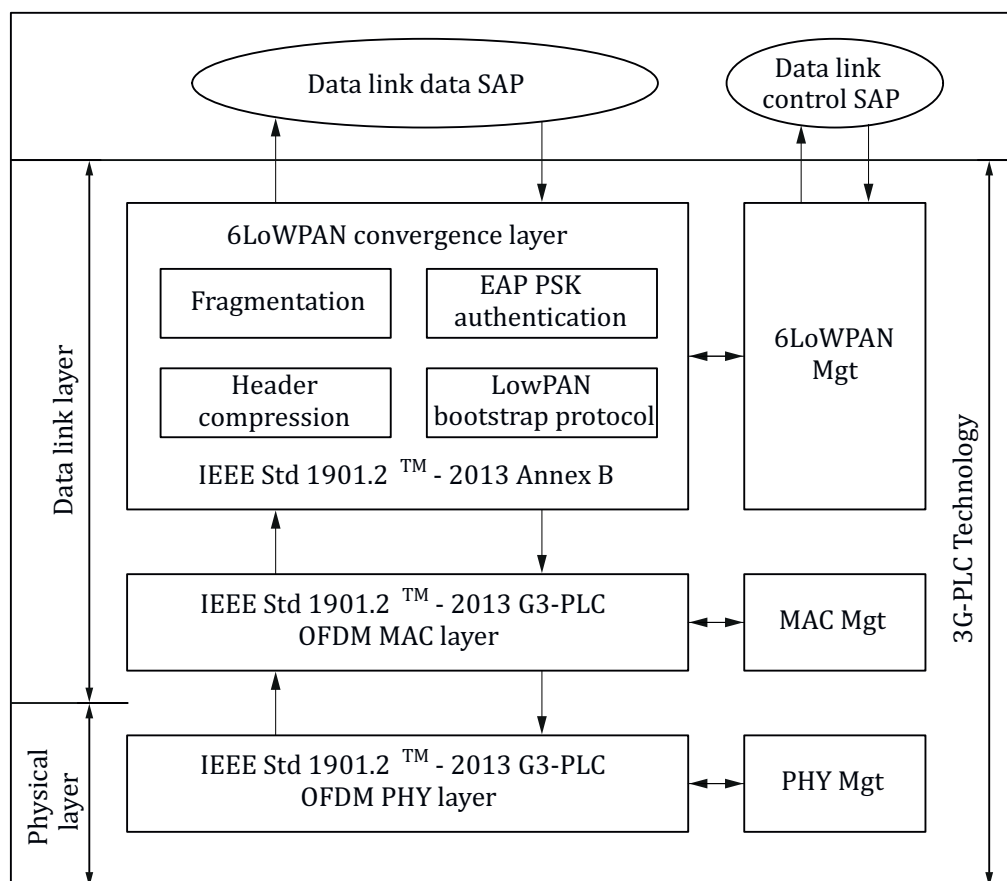 Data link data SAP
Data link
control SAP
6LoWPAN convergence layer
Fragmentation
EAP PSK
authentication
Header
compression
LowPAN
bootstrap protocol
IEEE Std 1901.2 ™ - 2013 Annex B
6LoWPAN
Mgt
Data link layer
3G-PLC Technology
IEEE Std 1901.2 ™ - 2013 G3-PLC
OFDM MAC layer
MAC Mgt
IEEE Std 1901.2 ™ - 2013 G3-PLC
OFDM PHY layer
PHY Mgt
Physical
layer